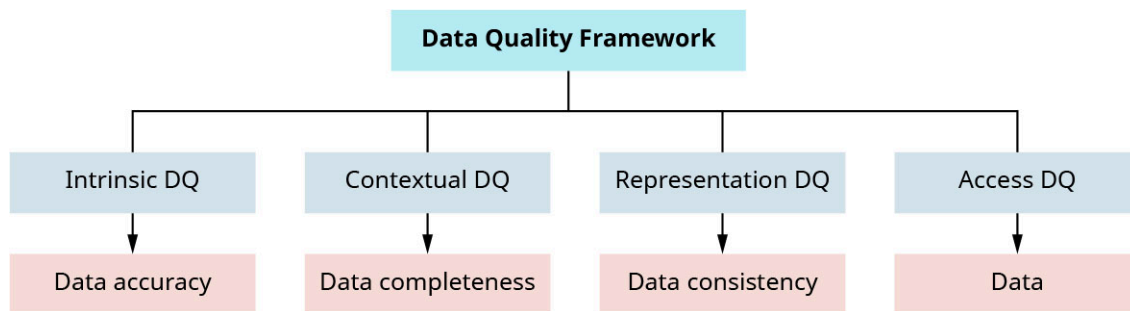 Data Quality Framework
Intrinsic DQ
Contextual DQ
Representation DQ
Access DQ
Data accuracy
Data completeness
Data consistency
Data